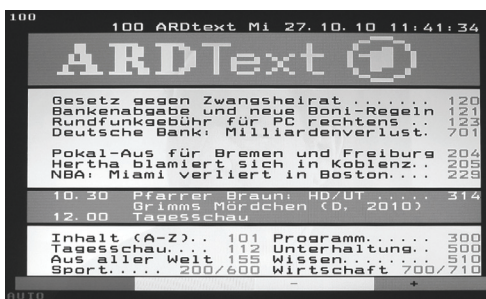 100
100 ARDtext Mi 27.10.10 11:41:34
ARDText 1
Gesetz gegen Zwangsheirat ........ 120
Bankenabgabe und neue Boni-Regeln 121
Rundfunkgebühr für PC rechtens .. 123
Deutsche Bank: Milliardenverlust. 701
Pokal-Aus für Bremen und Freiburg 204
Hertha blamiert sich in Koblenz.. 205
NBA: Miami verliert in Boston.... 229
10.30 Pfarrer Braun: HD/UT ..... 314
Grimms Mördchen (D, 2010)
12.00 Tagesschau
Inhalt (A-Z).. 101 Programm..... 300
Tagesschau.... 112 Unterhaltung.. 500
Aus aller Welt 155 Wissen....... 510
Sport..... 200/600 Wirtschaft 700/710
- +
AUTO